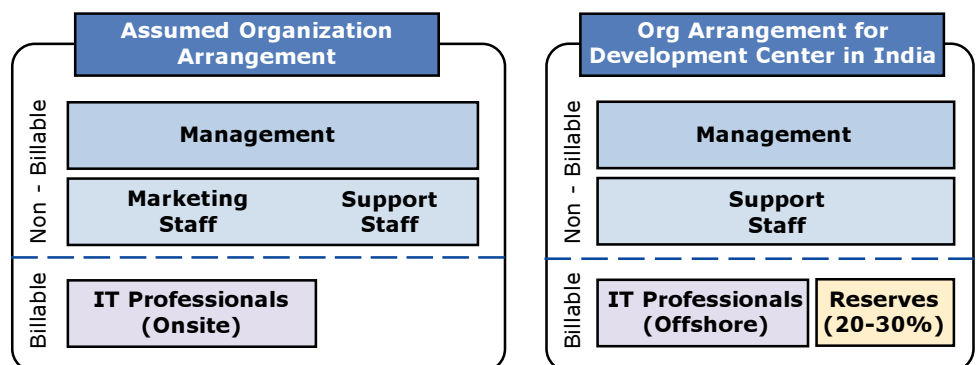 Assumed Organization
Arrangement
Non - Billable
Management
Marketing
Staff
Support
Staff
Billable
IT Professionals
(Onsite)
Org Arrangement for
Development Center in India
Non - Billable
Management
Support
Staff
Billable
IT Professionals
(Offshore)
Reserves
(20-30%)